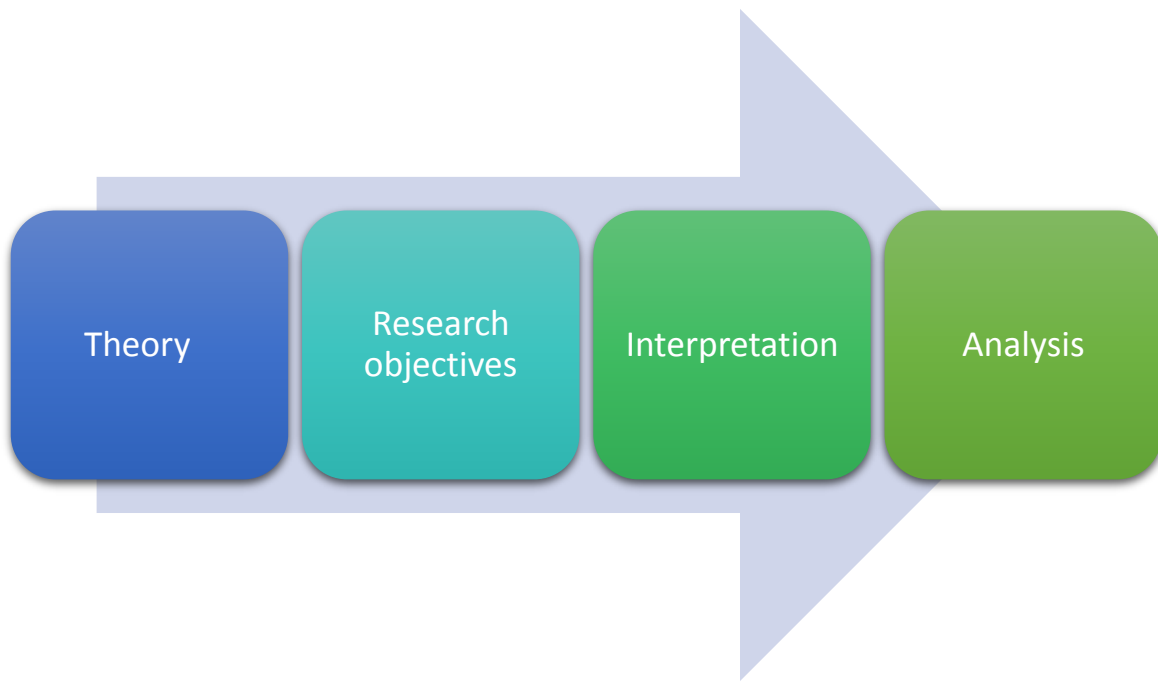 Theory
Research
objectives
Interpretation
Analysis